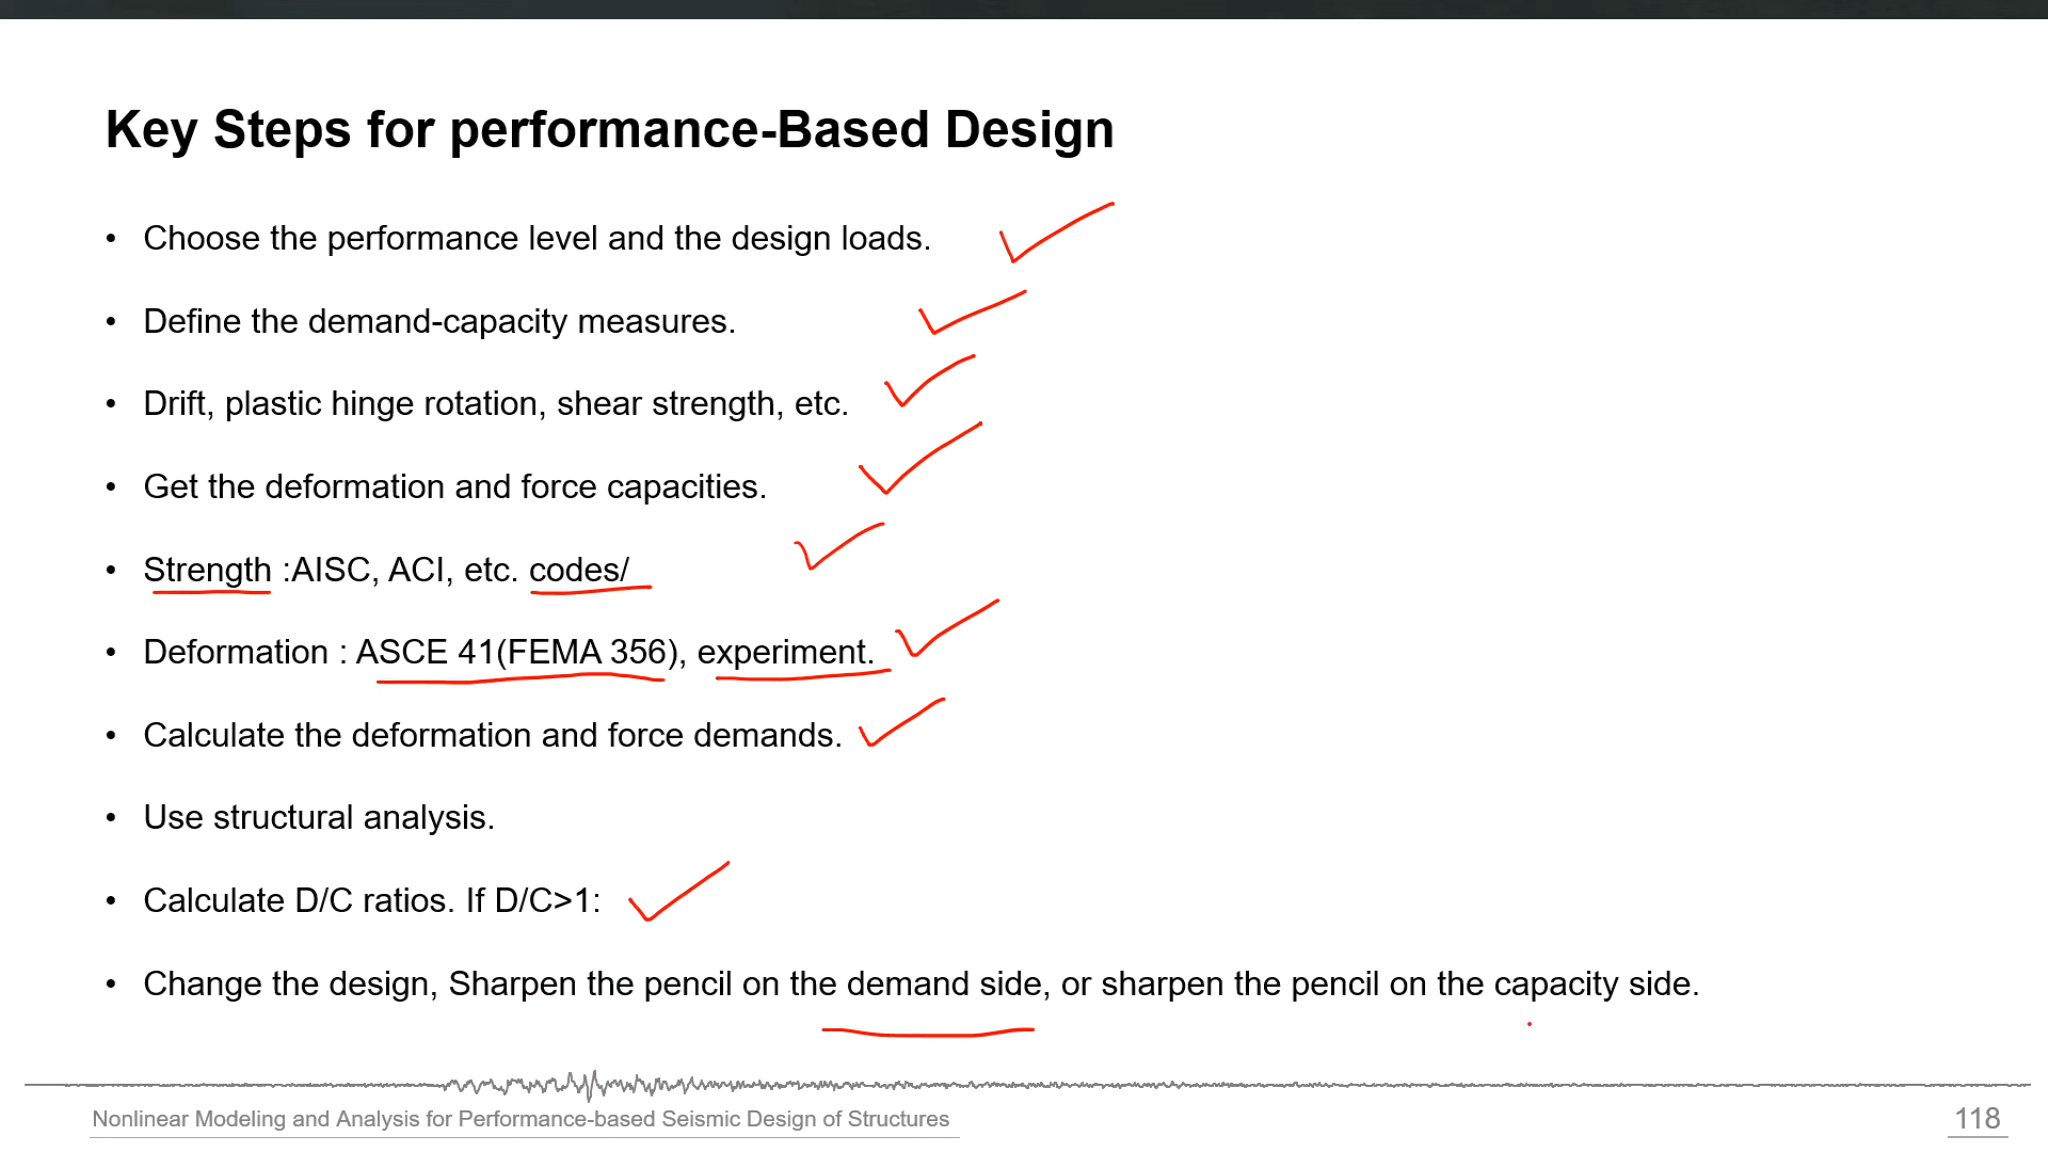 Key Steps for performance-Based Design
• Choose the performance level and the design loads.
• Define the demand-capacity measures.
• Drift, plastic hinge rotation, shear strength, etc.
• Get the deformation and force capacities.
• Strength :AISC, ACI, etc. codes/
• Deformation : ASCE 41(FEMA 356), experiment.
• Calculate the deformation and force demands.
• Use structural analysis.
• Calculate D/C ratios. If D/C>1:
• Change the design, Sharpen the pencil on the demand side, or sharpen the pencil on the capacity side.
Nonlinear Modeling and Analysis for Performance-based Seismic Design of Structures
118